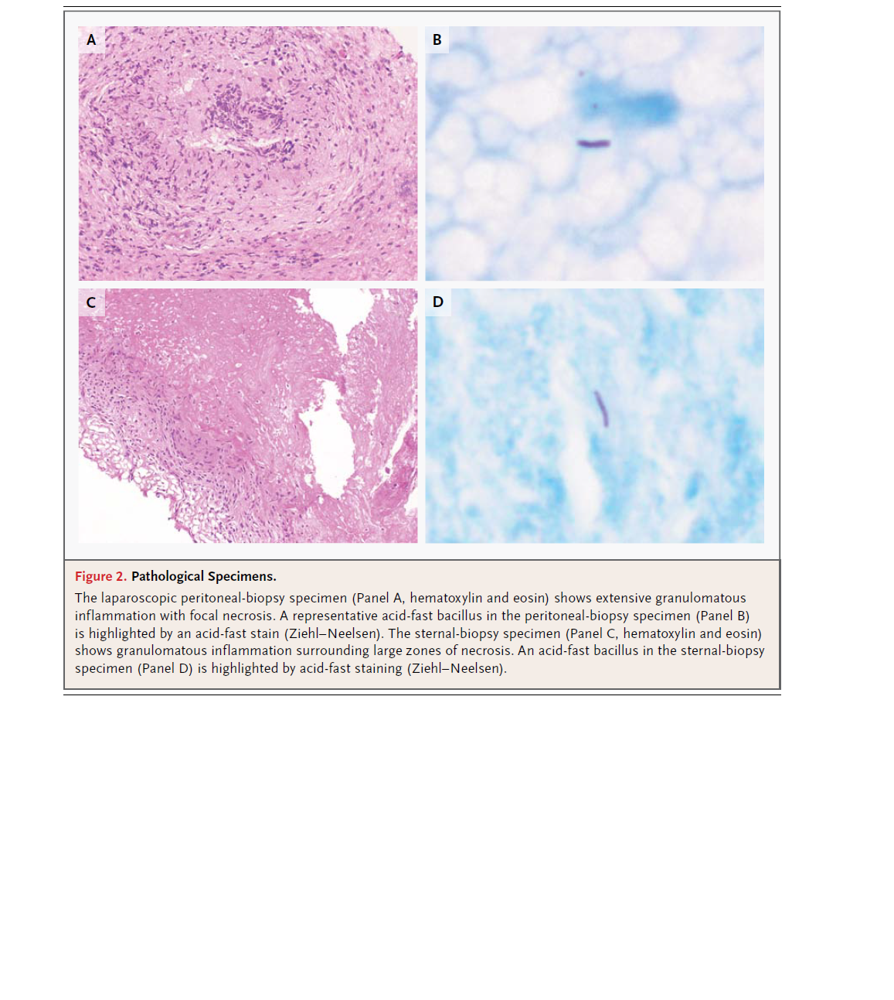 A
B
C
D
Figure 2. Pathological Specimens.
The laparoscopic peritoneal-biopsy specimen (Panel A, hematoxylin and eosin) shows extensive granulomatous
inflammation with focal necrosis. A representative acid-fast bacillus in the peritoneal-biopsy specimen (Panel B)
is highlighted by an acid-fast stain (Ziehl–Neelsen). The sternal-biopsy specimen (Panel C, hematoxylin and eosin)
shows granulomatous inflammation surrounding large zones of necrosis. An acid-fast bacillus in the sternal-biopsy
specimen (Panel D) is highlighted by acid-fast staining (Ziehl–Neelsen).